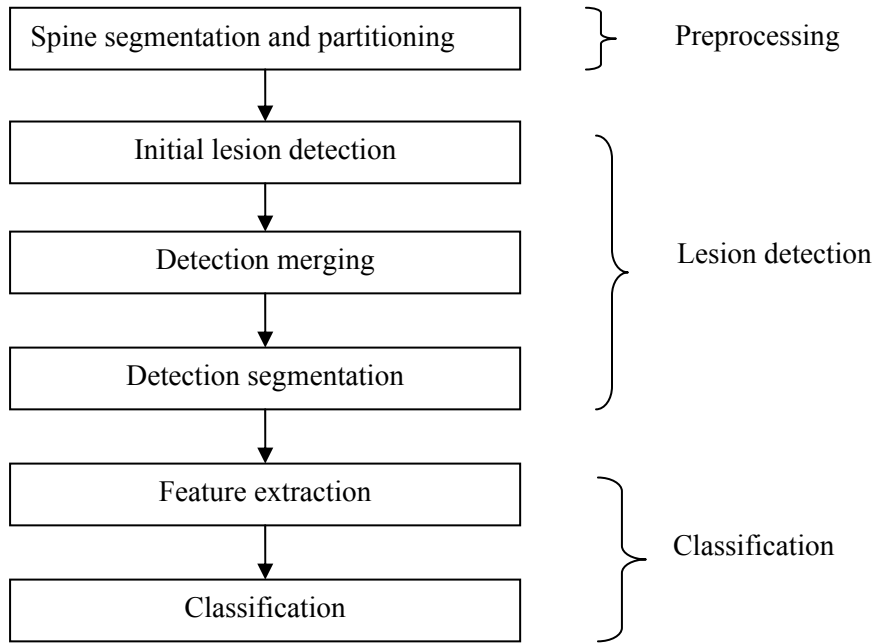 Spine segmentation and partitioning
Preprocessing
Initial lesion detection
Detection merging
Lesion detection
Detection segmentation
Feature extraction
Classification
Classification